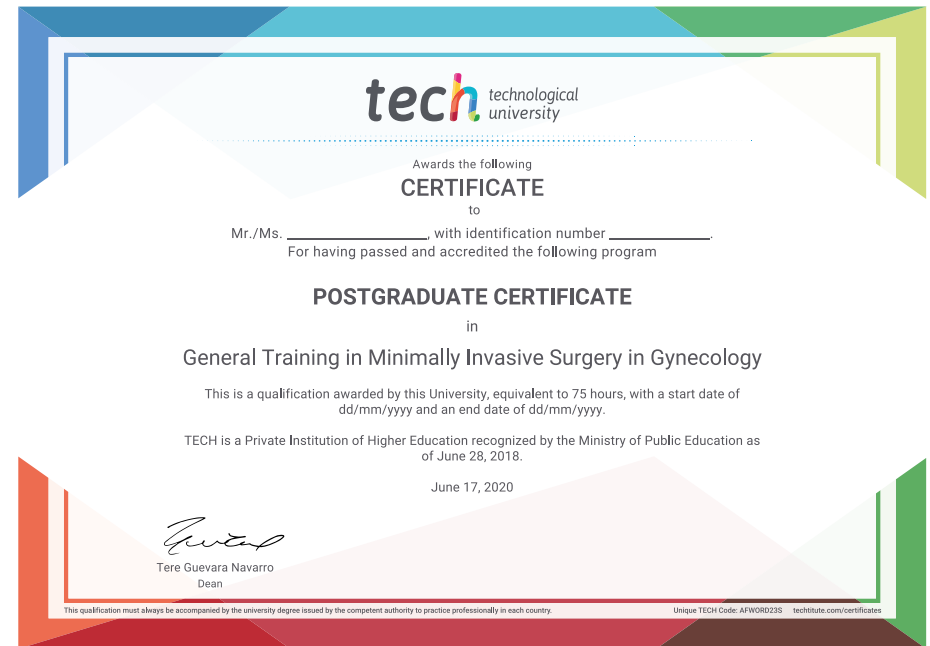 tech technological
university
Awards the following
CERTIFICATE
to
Mr./Ms. ____________________, with identification number ______________.
For having passed and accredited the following program
POSTGRADUATE CERTIFICATE
in
General Training in Minimally Invasive Surgery in Gynecology
This is a qualification awarded by this University, equivalent to 75 hours, with a start date of
dd/mm/yyyy and an end date of dd/mm/yyyy.
TECH is a Private Institution of Higher Education recognized by the Ministry of Public Education as
of June 28, 2018.
June 17, 2020
Tere Guevara Navarro
Dean
This qualification must always be accompanied by the university degree issued by the competent authority to practice professionally in each country. Unique TECH Code: AFWORD23S techtitute.com/certificates